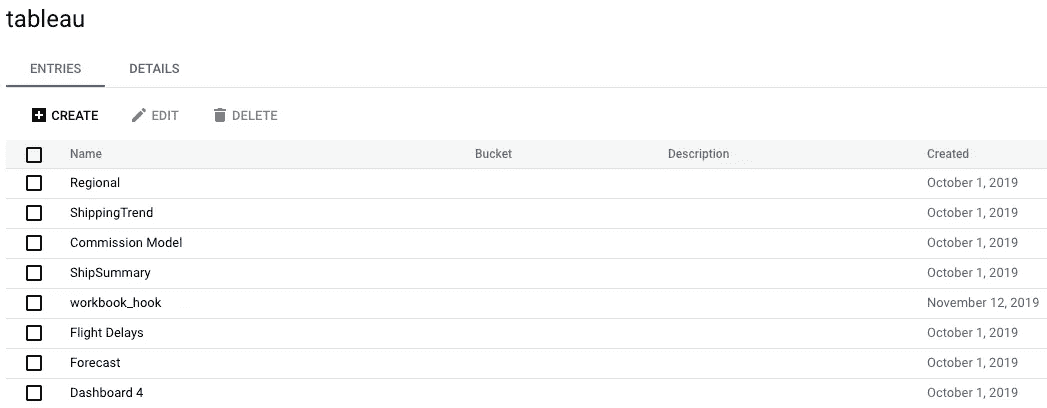 tableau
ENTRIES DETAILS
CREATE EDIT DELETE
Name Bucket Description Created
Regional October 1, 2019
ShippingTrend October 1, 2019
Commission Model October 1, 2019
ShipSummary October 1, 2019
workbook_hook November 12, 2019
Flight Delays October 1, 2019
Forecast October 1, 2019
Dashboard 4 October 1, 2019